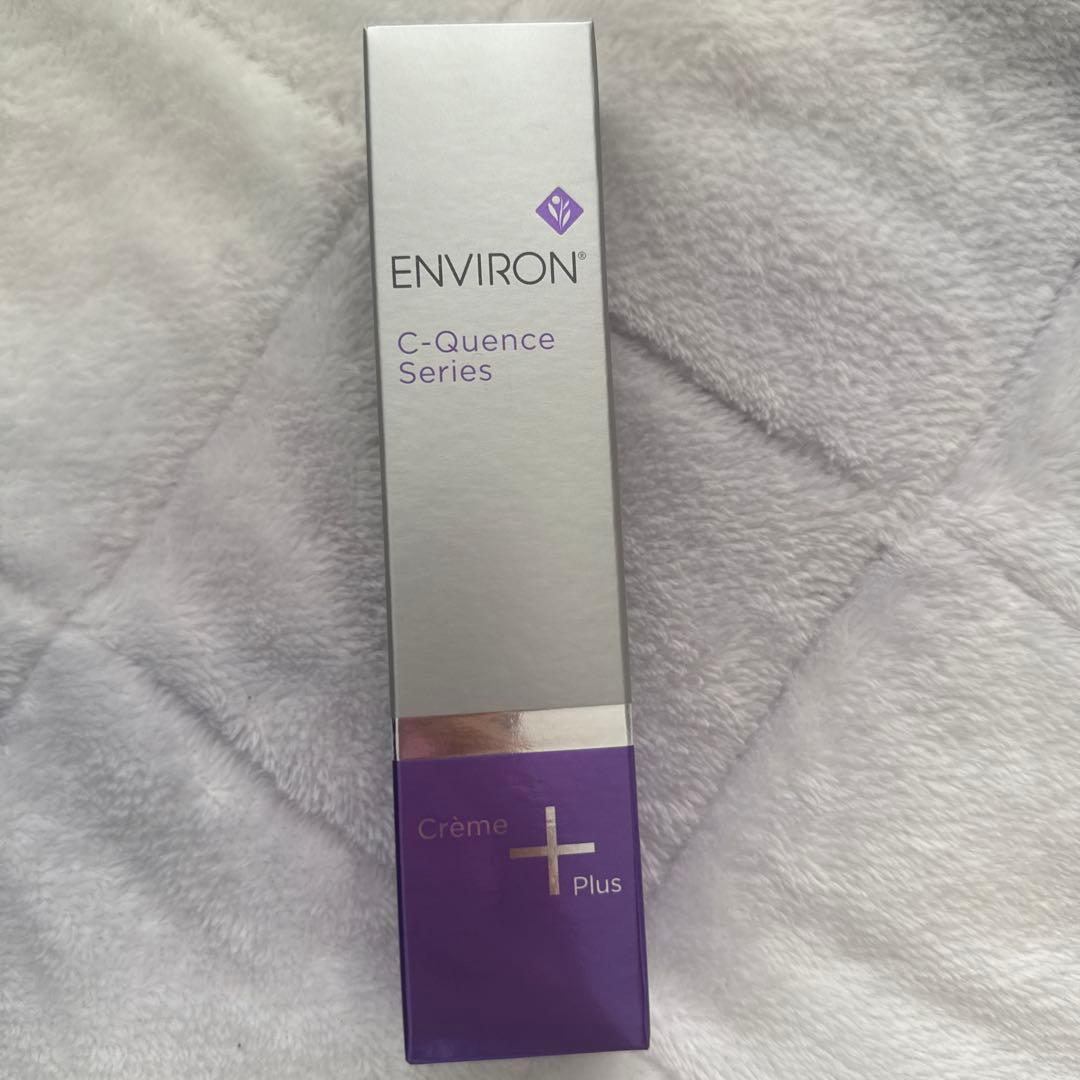 ENVIRON®
C-Quence
Series
Crème
Plus